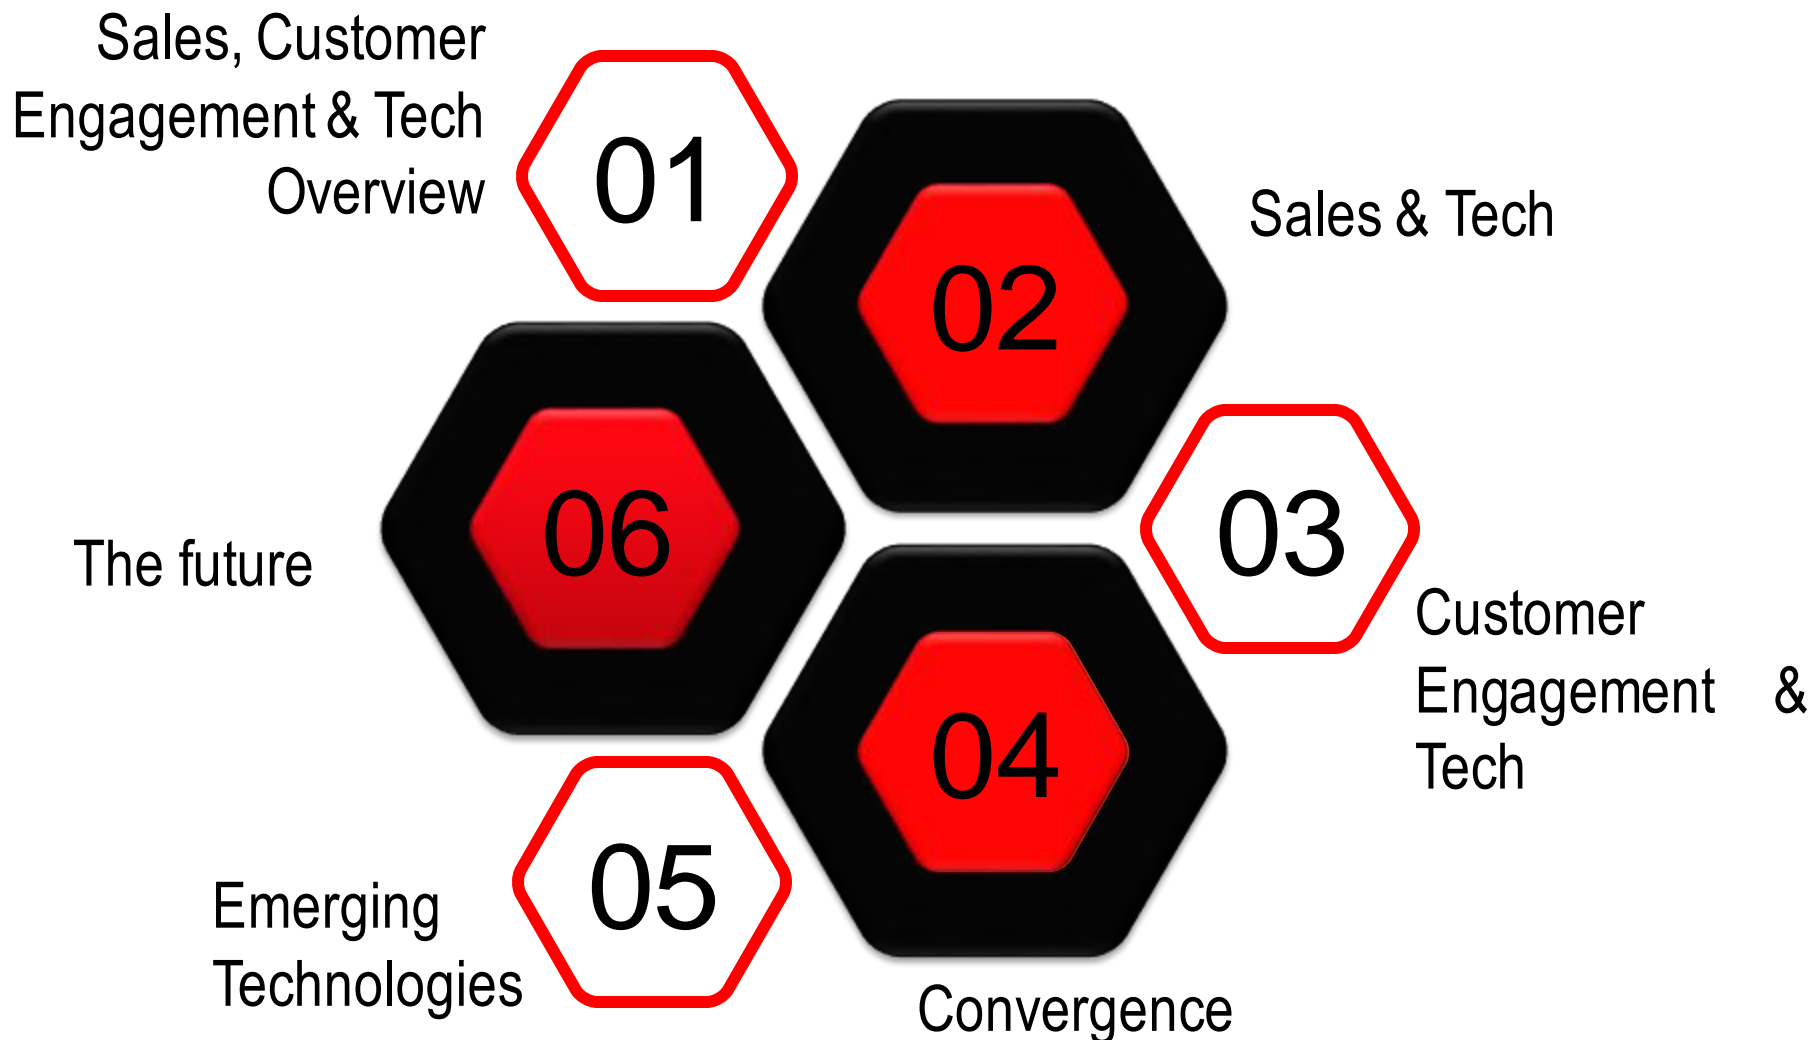 Sales, Customer
Engagement & Tech
Overview
01
02
Sales & Tech
03
Customer
Engagement &
Tech
04
Convergence
05
Emerging
Technologies
06
The future